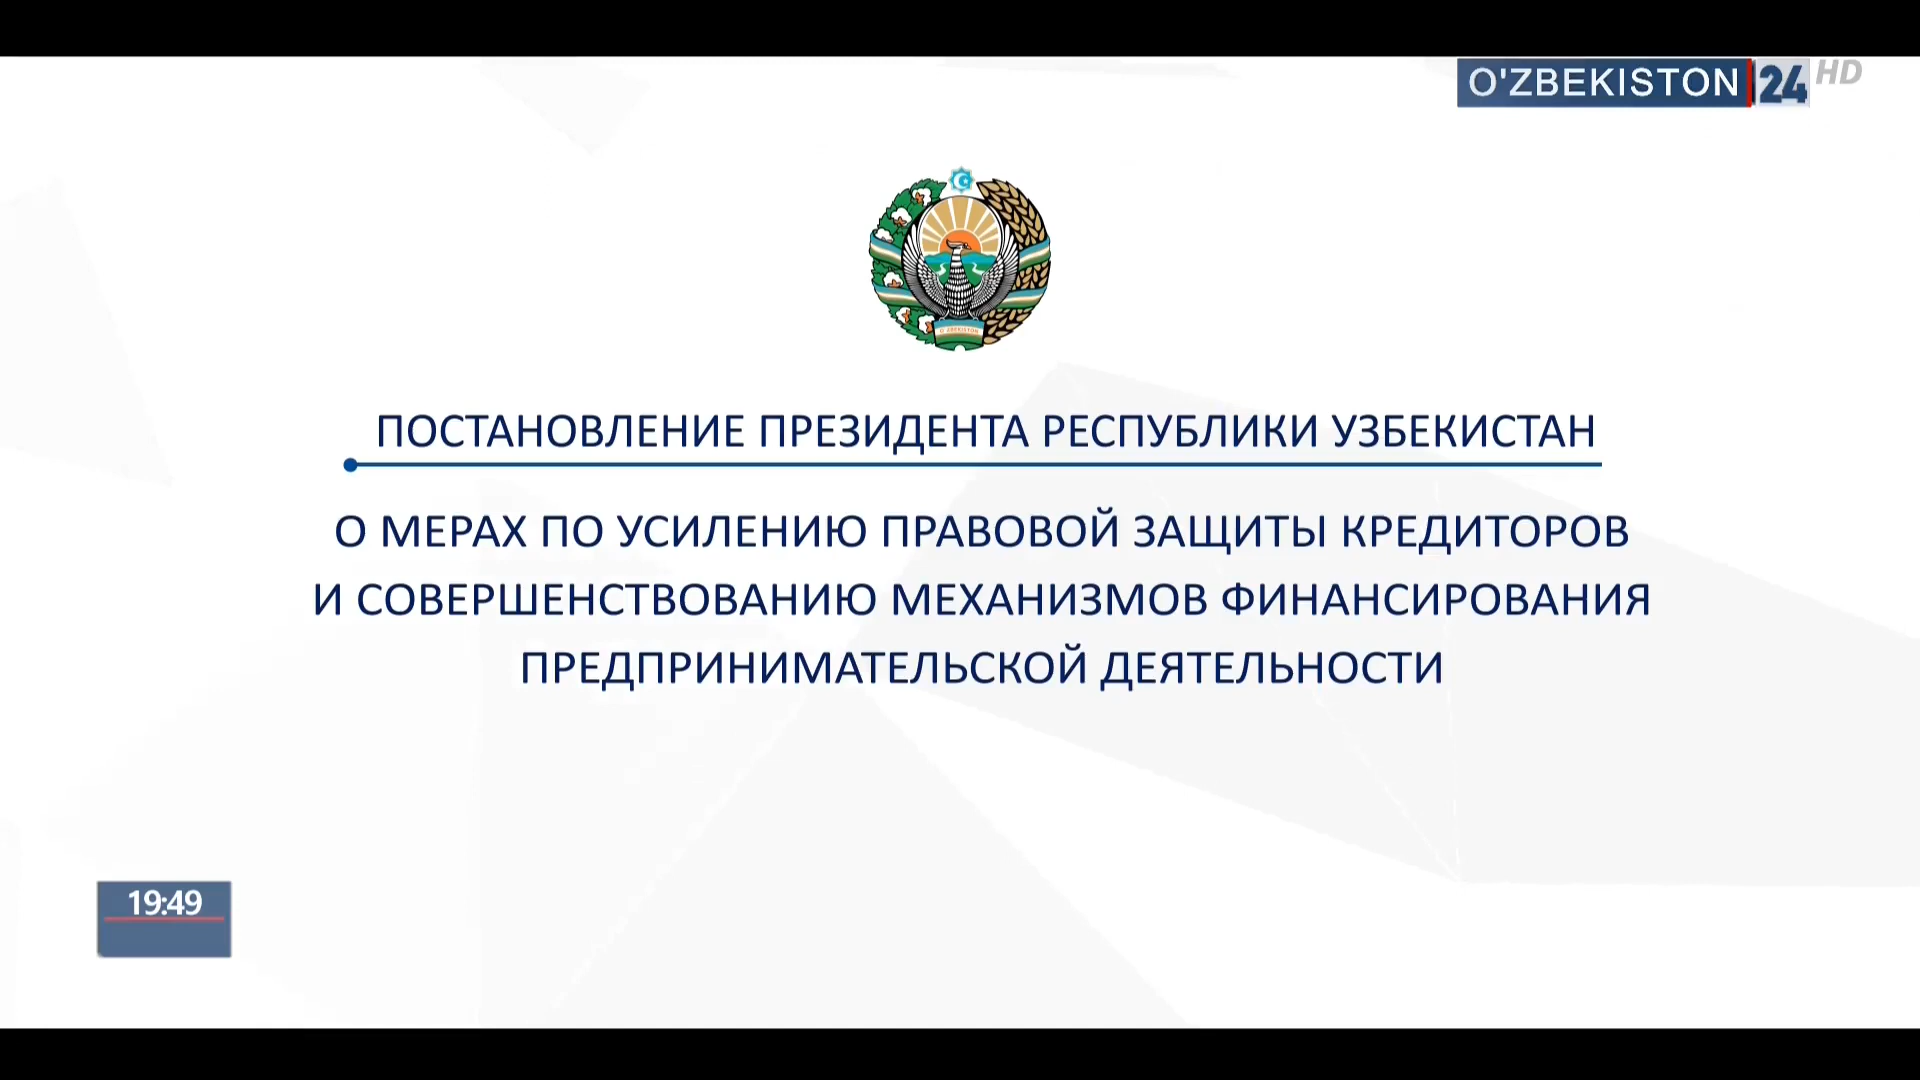 O'ZBEKISTON 24 HD
O'ZBEKISTON
ПОСТАНОВЛЕНИЕ ПРЕЗИДЕНТА РЕСПУБЛИКИ УЗБЕКИСТАН
О МЕРАХ ПО УСИЛЕНИЮ ПРАВОВОЙ ЗАЩИТЫ КРЕДИТОРОВ
И СОВЕРШЕНСТВОВАНИЮ МЕХАНИЗМОВ ФИНАНСИРОВАНИЯ
ПРЕДПРИНИМАТЕЛЬСКОЙ ДЕЯТЕЛЬНОСТИ
19:49